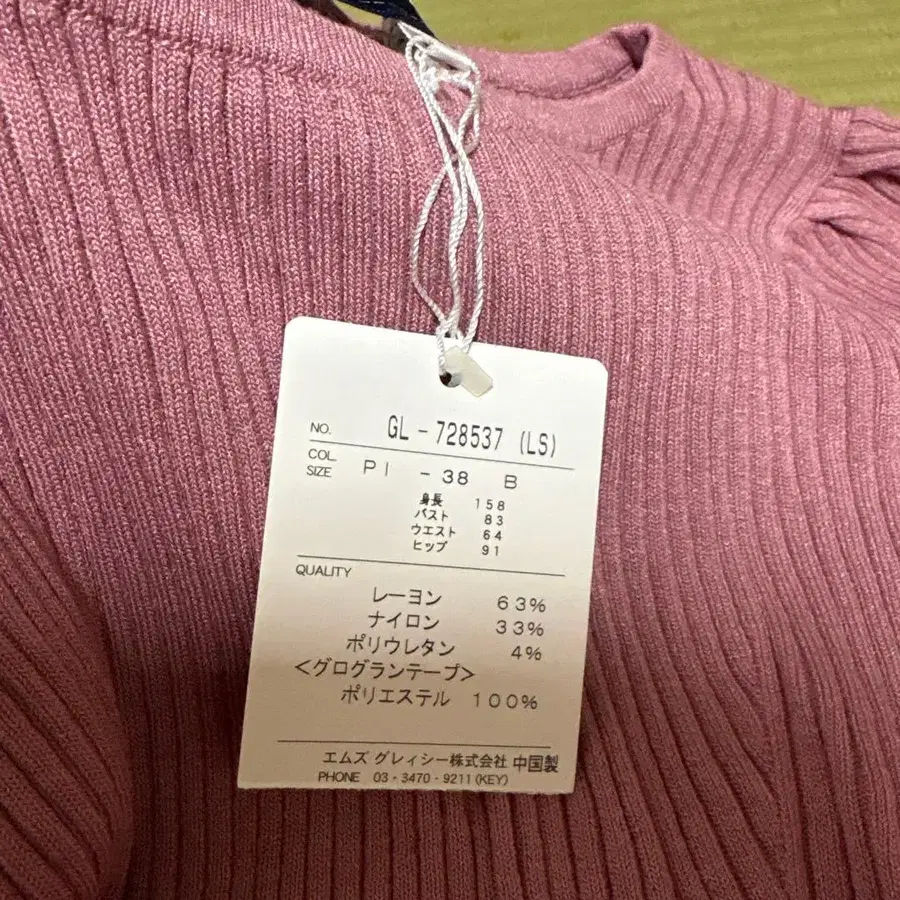 NO. GL-728537 (LS)
COL.
SIZE PI -38 B
身長 158
バスト 83
ウエスト 64
ヒップ 91
QUALITY
レーヨン 63%
ナイロン 33%
ポリウレタン 4%
<グログランテープ>
ポリエステル 100%
エムズ グレィシー株式会社 中国製
PHONE 03-3470-9211(KEY)